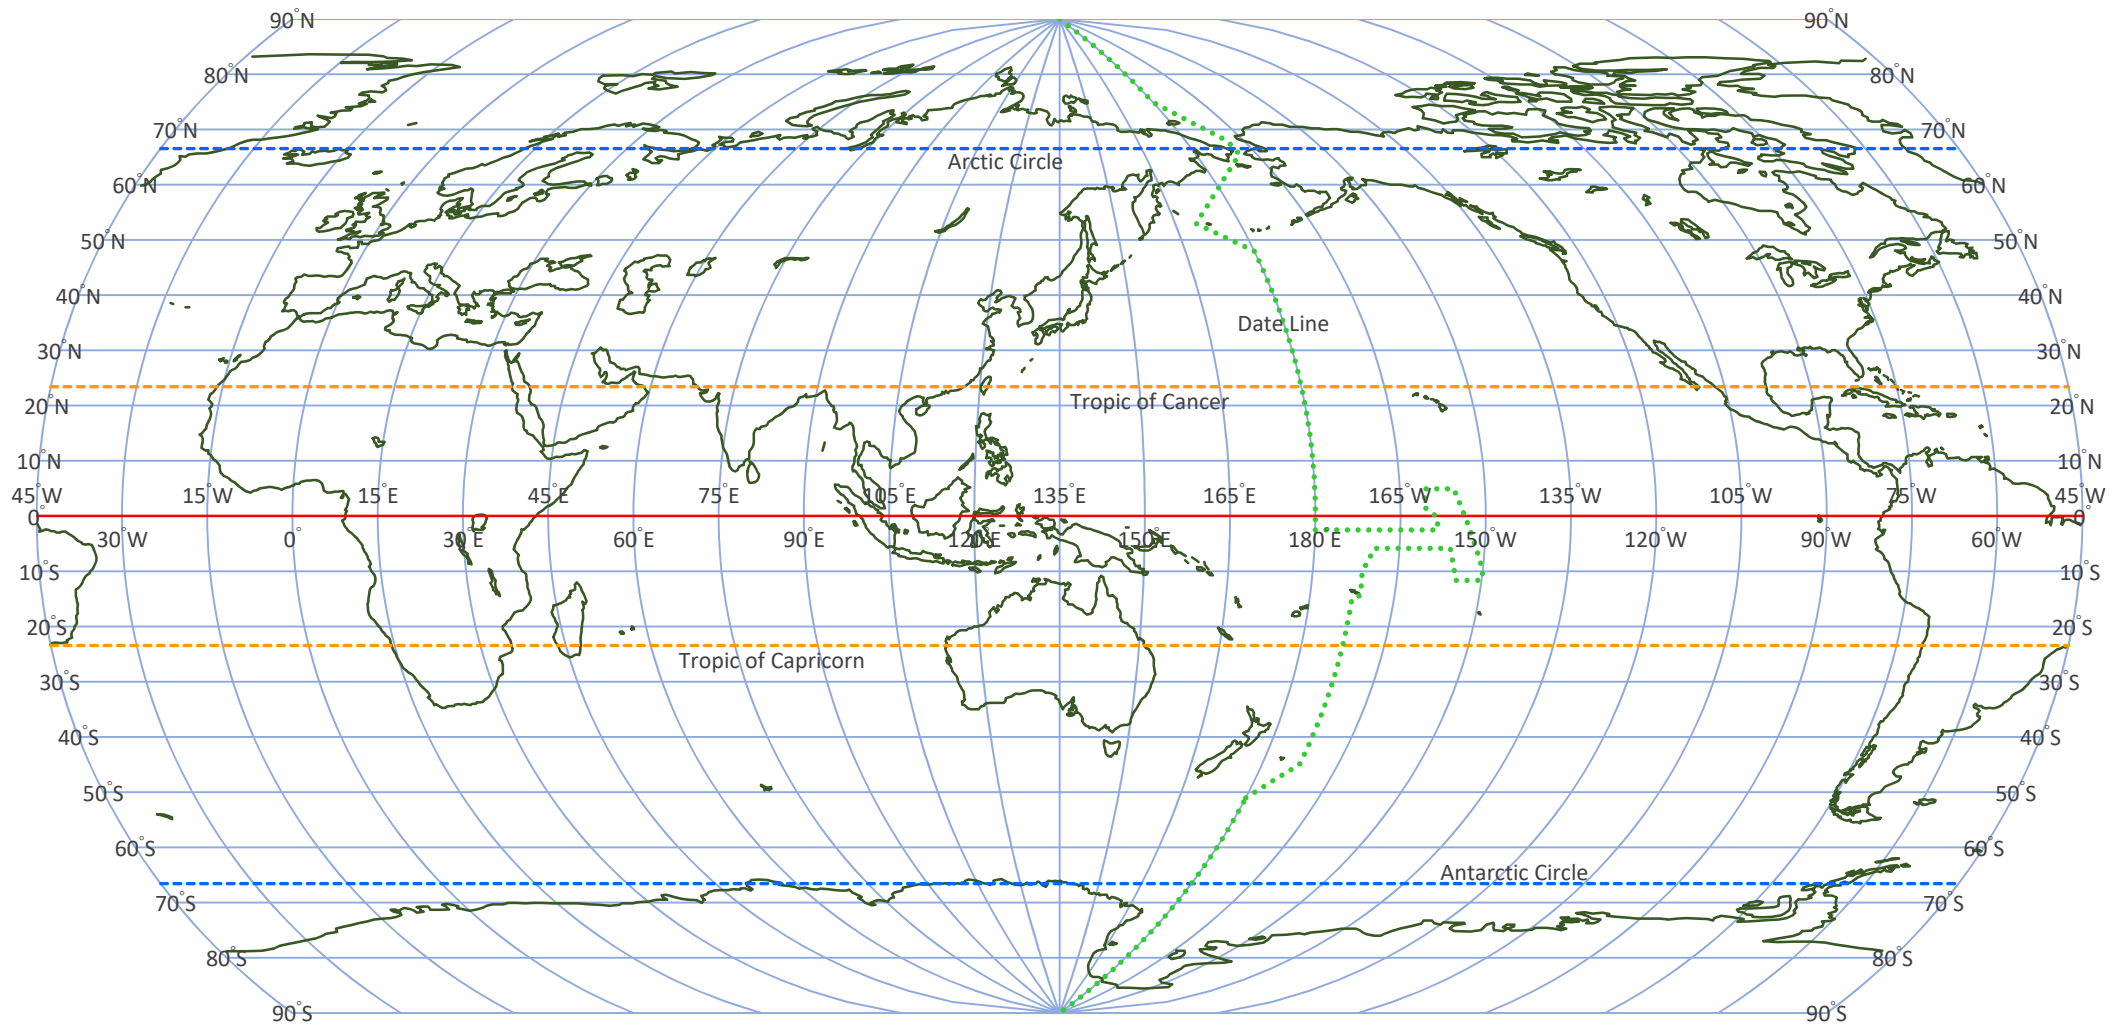 90°N 90°N
80°N 80°N
70°N 70°N
Arctic Circle
60°N 60°N
50°N 50°N
40°N 40°N
Date Line
30°N 30°N
Tropic of Cancer
20°N 20°N
10°N 10°N
45°W 15°W 15°E 45°E 75°E 105°E 135°E 165°E 165°W 135°W 105°W 75°W 45°W
0° 0°
30°W 0° 30°E 60°E 90°E 120°E 150°E 180°E 150°W 120°W 90°W 60°W
10°S 10°S
20°S 20°S
Tropic of Capricorn
30°S 30°S
40°S 40°S
50°S 50°S
60°S 60°S
Antarctic Circle
70°S 70°S
80°S 80°S
90°S 90°S